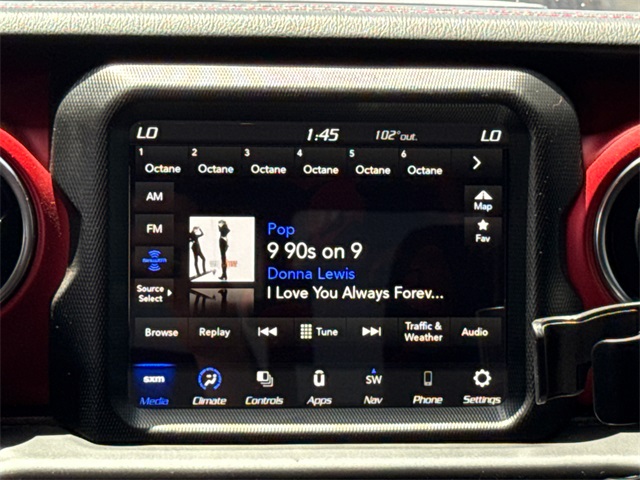 LO 1:45 102°out. LO
1 2 3 4 5 6
Octane Octane Octane Octane Octane Octane
AM
Map
FM
Fav
Pop
9 90s on 9
Donna Lewis
I Love You Always Forev...
siriusxm
Source
Select
Browse Replay Tune Traffic & Weather Audio
sxm U SW
Media Climate Controls Apps Nav Phone Settings